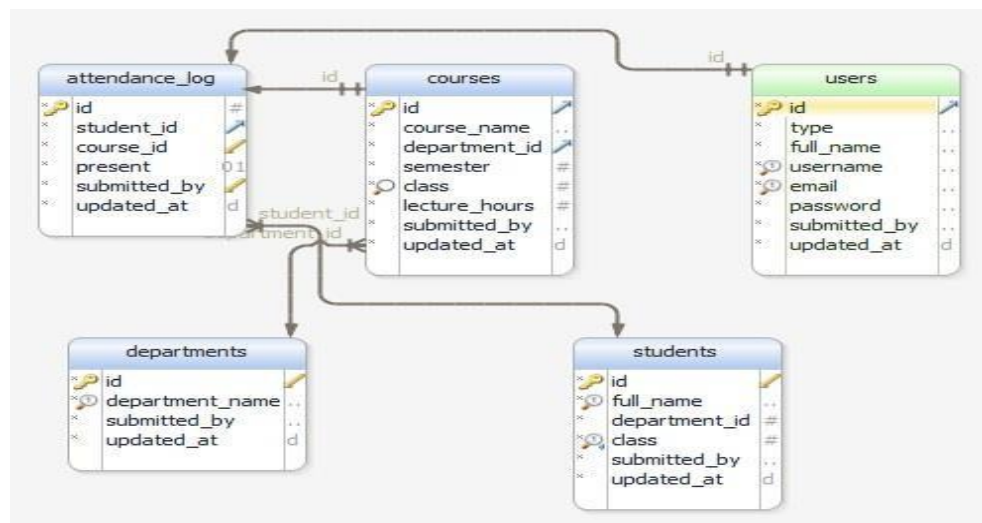 id
attendance_log
id
student_id
course_id
present
submitted_by
updated_at
#
01
d
id
courses
id
course_name
department_id
semester
class
lecture_hours
submitted_by
updated_at
..
#
#
#
..
d
users
id
type
full_name
username
email
password
submitted_by
updated_at
..
..
..
..
..
..
d
student_id
department_id
departments
id
department_name
submitted_by
updated_at
..
..
d
students
id
full_name
department_id
class
submitted_by
updated_at
..
#
#
..
d